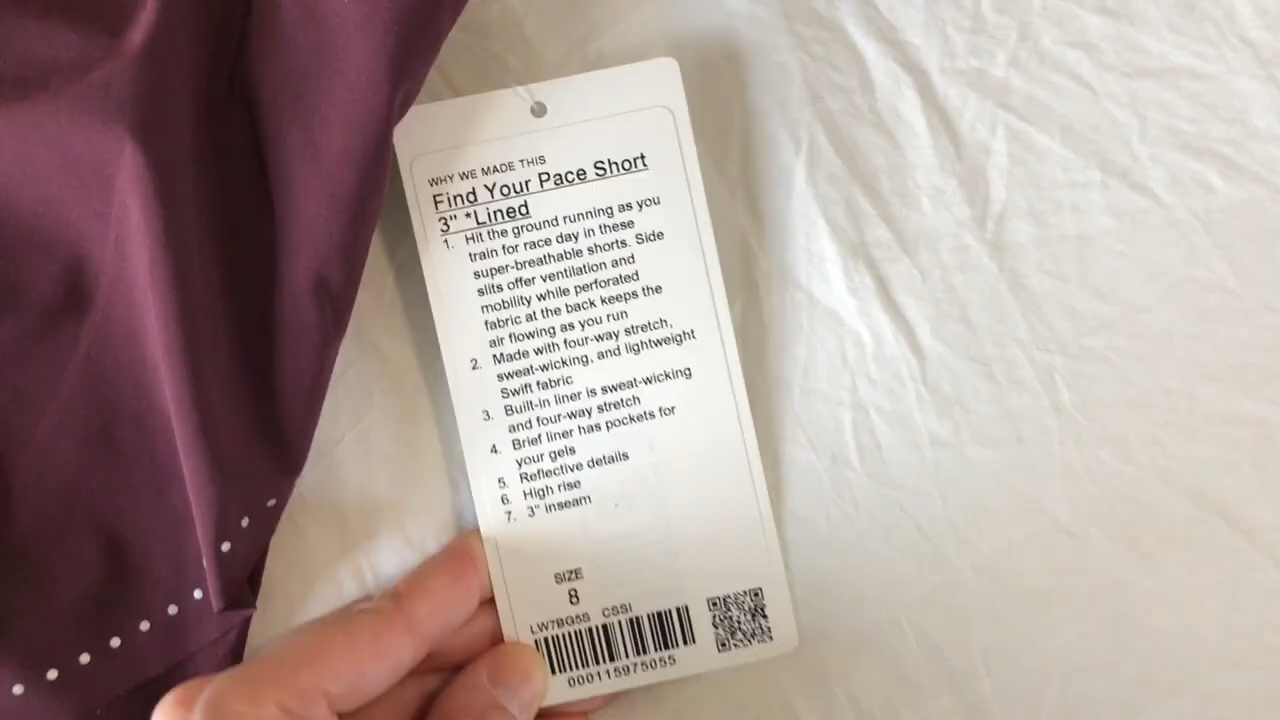 WHY WE MADE THIS
Find Your Pace Short
3" *Lined
1. Hit the ground running as you
train for race day in these
super-breathable shorts. Side
slits offer ventilation and
mobility while perforated
fabric at the back keeps the
air flowing as you run
2. Made with four-way stretch,
sweat-wicking, and lightweight
Swift fabric
3. Built-in liner is sweat-wicking
and four-way stretch
4. Brief liner has pockets for
your gels
5. Reflective details
6. High rise
7. 3" inseam
SIZE
8
LW7BG5S CSSI
000115975055